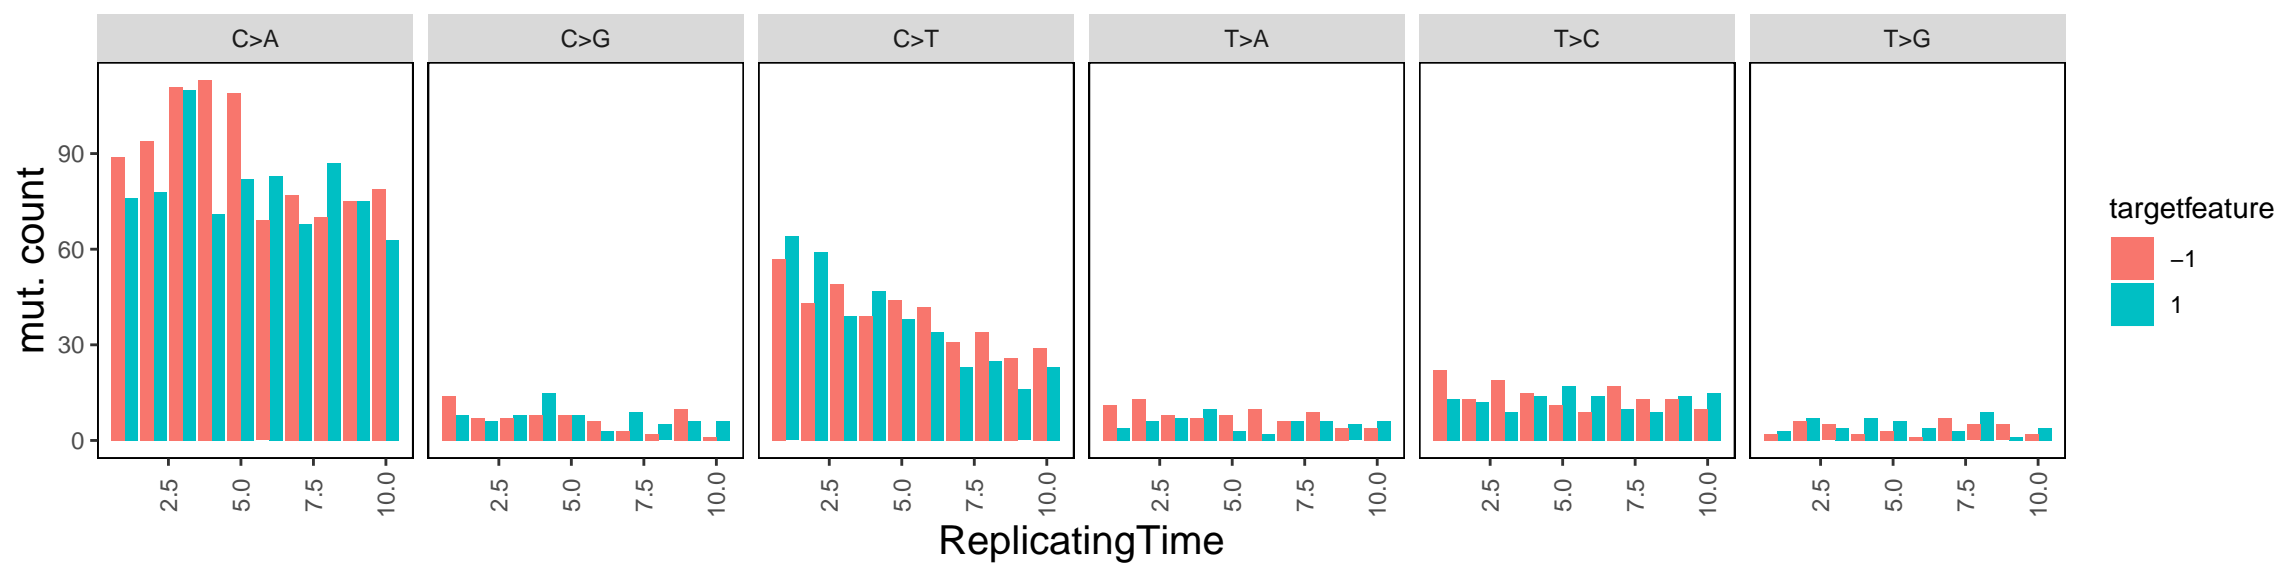 C>A C>G C>T T>A T>C T>G
mut. count
90
60
30
0
2.5 5.0 7.5 10.0 2.5 5.0 7.5 10.0 2.5 5.0 7.5 10.0 2.5 5.0 7.5 10.0 2.5 5.0 7.5 10.0 2.5 5.0 7.5 10.0
ReplicatingTime
targetfeature
−1
1